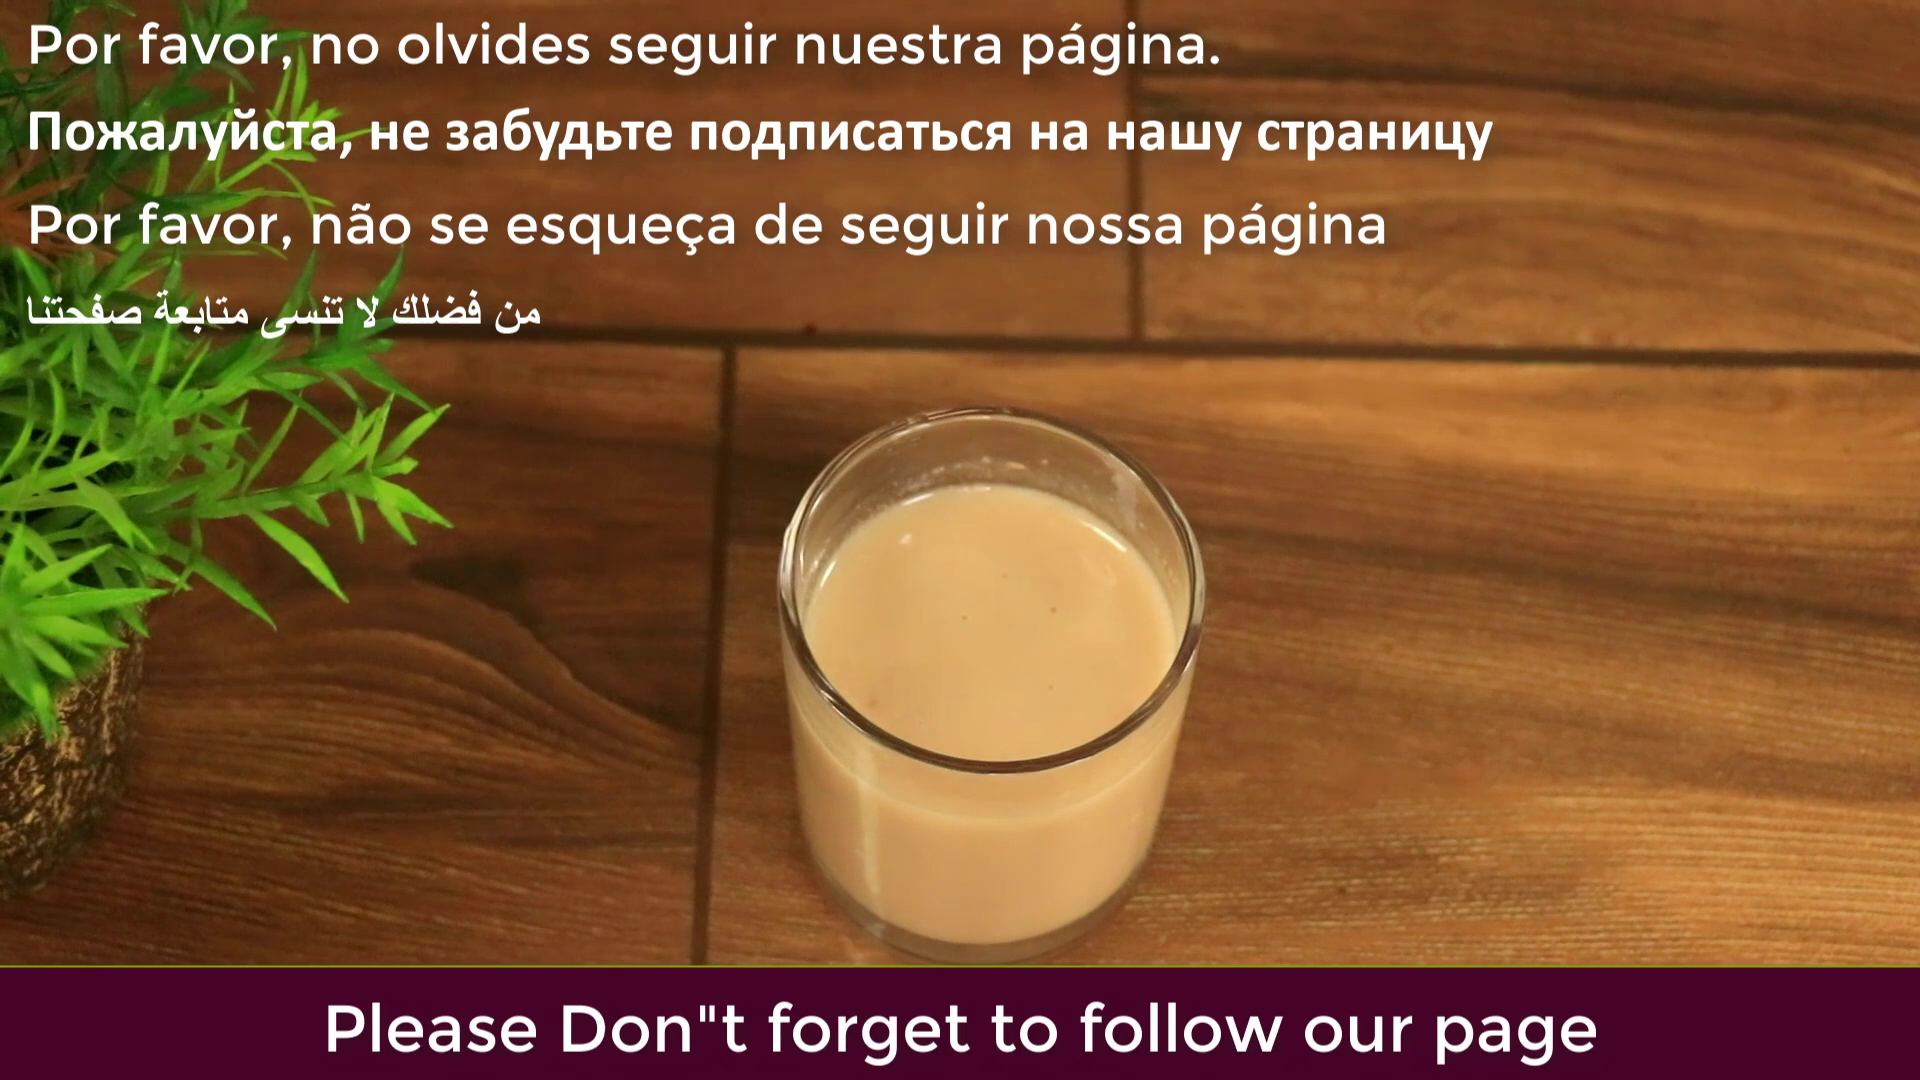 Por favor, no olvides seguir nuestra página.
Пожалуйста, не забудьте подписаться на нашу страницу
Por favor, não se esqueça de seguir nossa página
من فضلك لا تنسى متابعة صفحتنا
Please Don"t forget to follow our page